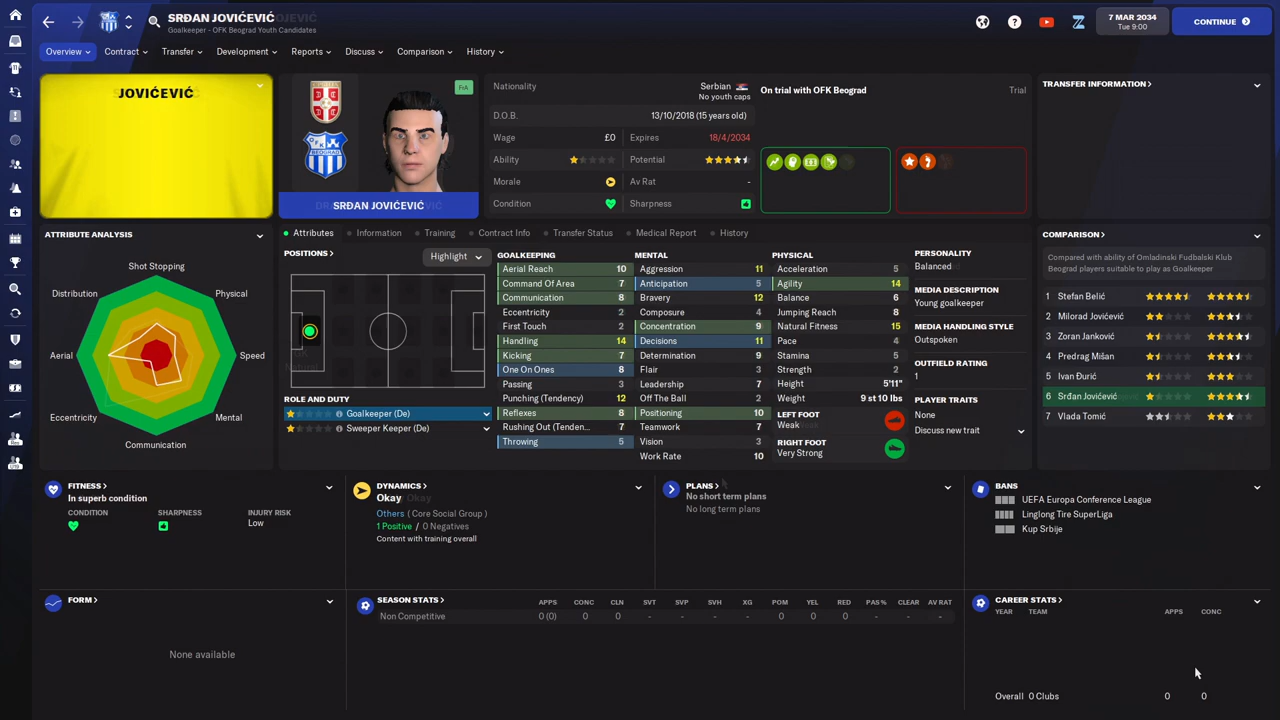 SRĐAN JOVIĆEVIĆ
Goalkeeper - OFK Beograd Youth Candidates
7 MAR 2034
Tue 9:00
CONTINUE
Overview
Contract
Transfer
Development
Reports
Discuss
Comparison
History
JOVIĆEVIĆ
FrA
SRĐAN JOVIĆEVIĆ
Nationality Serbian
No youth caps
D.O.B. 13/10/2018 (15 years old)
Wage £0 Expires 18/4/2034
Ability Potential
Morale Av Rat -
Condition Sharpness
On trial with OFK Beograd Trial
TRANSFER INFORMATION
ATTRIBUTE ANALYSIS
Shot Stopping
Physical
Speed
Mental
Communication
Eccentricity
Aerial
Distribution
Attributes
Information
Training
Contract Info
Transfer Status
Medical Report
History
POSITIONS
Highlight
ROLE AND DUTY
Goalkeeper (De)
Sweeper Keeper (De)
GOALKEEPING
Aerial Reach 10
Command Of Area 7
Communication 8
Eccentricity 2
First Touch 2
Handling 14
Kicking 7
One On Ones 8
Passing 3
Punching (Tendency) 12
Reflexes 8
Rushing Out (Tenden... 7
Throwing 5
MENTAL
Aggression 11
Anticipation 5
Bravery 12
Composure 4
Concentration 9
Decisions 11
Determination 9
Flair 3
Leadership 7
Off The Ball 2
Positioning 10
Teamwork 7
Vision 3
Work Rate 10
PHYSICAL
Acceleration 5
Agility 14
Balance 6
Jumping Reach 8
Natural Fitness 15
Pace 4
Stamina 5
Strength 2
Height 5'11"
Weight 9 st 10 lbs
LEFT FOOT
Weak
RIGHT FOOT
Very Strong
PERSONALITY
Balanced
MEDIA DESCRIPTION
Young goalkeeper
MEDIA HANDLING STYLE
Outspoken
OUTFIELD RATING
1
PLAYER TRAITS
None
Discuss new trait
COMPARISON
Compared with ability of Omladinski Fudbalski Klub
Beograd players suitable to play as Goalkeeper
1 Stefan Belić
2 Milorad Jovićević
3 Zoran Janković
4 Predrag Mišan
5 Ivan Đurić
6 Srđan Jovićević
7 Vlada Tomić
FITNESS
In superb condition
CONDITION SHARPNESS INJURY RISK
Low
DYNAMICS
Okay
Others ( Core Social Group )
1 Positive / 0 Negatives
Content with training overall
PLANS
No short term plans
No long term plans
BANS
UEFA Europa Conference League
Linglong Tire SuperLiga
Kup Srbije
FORM
None available
SEASON STATS APPS CONC CLN SVT SVP SVH XG POM YEL RED PAS% CLEAR AV RAT
Non Competitive 0 (0) 0 0 - - - - 0 0 0 - - -
CAREER STATS
YEAR TEAM APPS CONC
Overall 0 Clubs 0 0
Res
U19